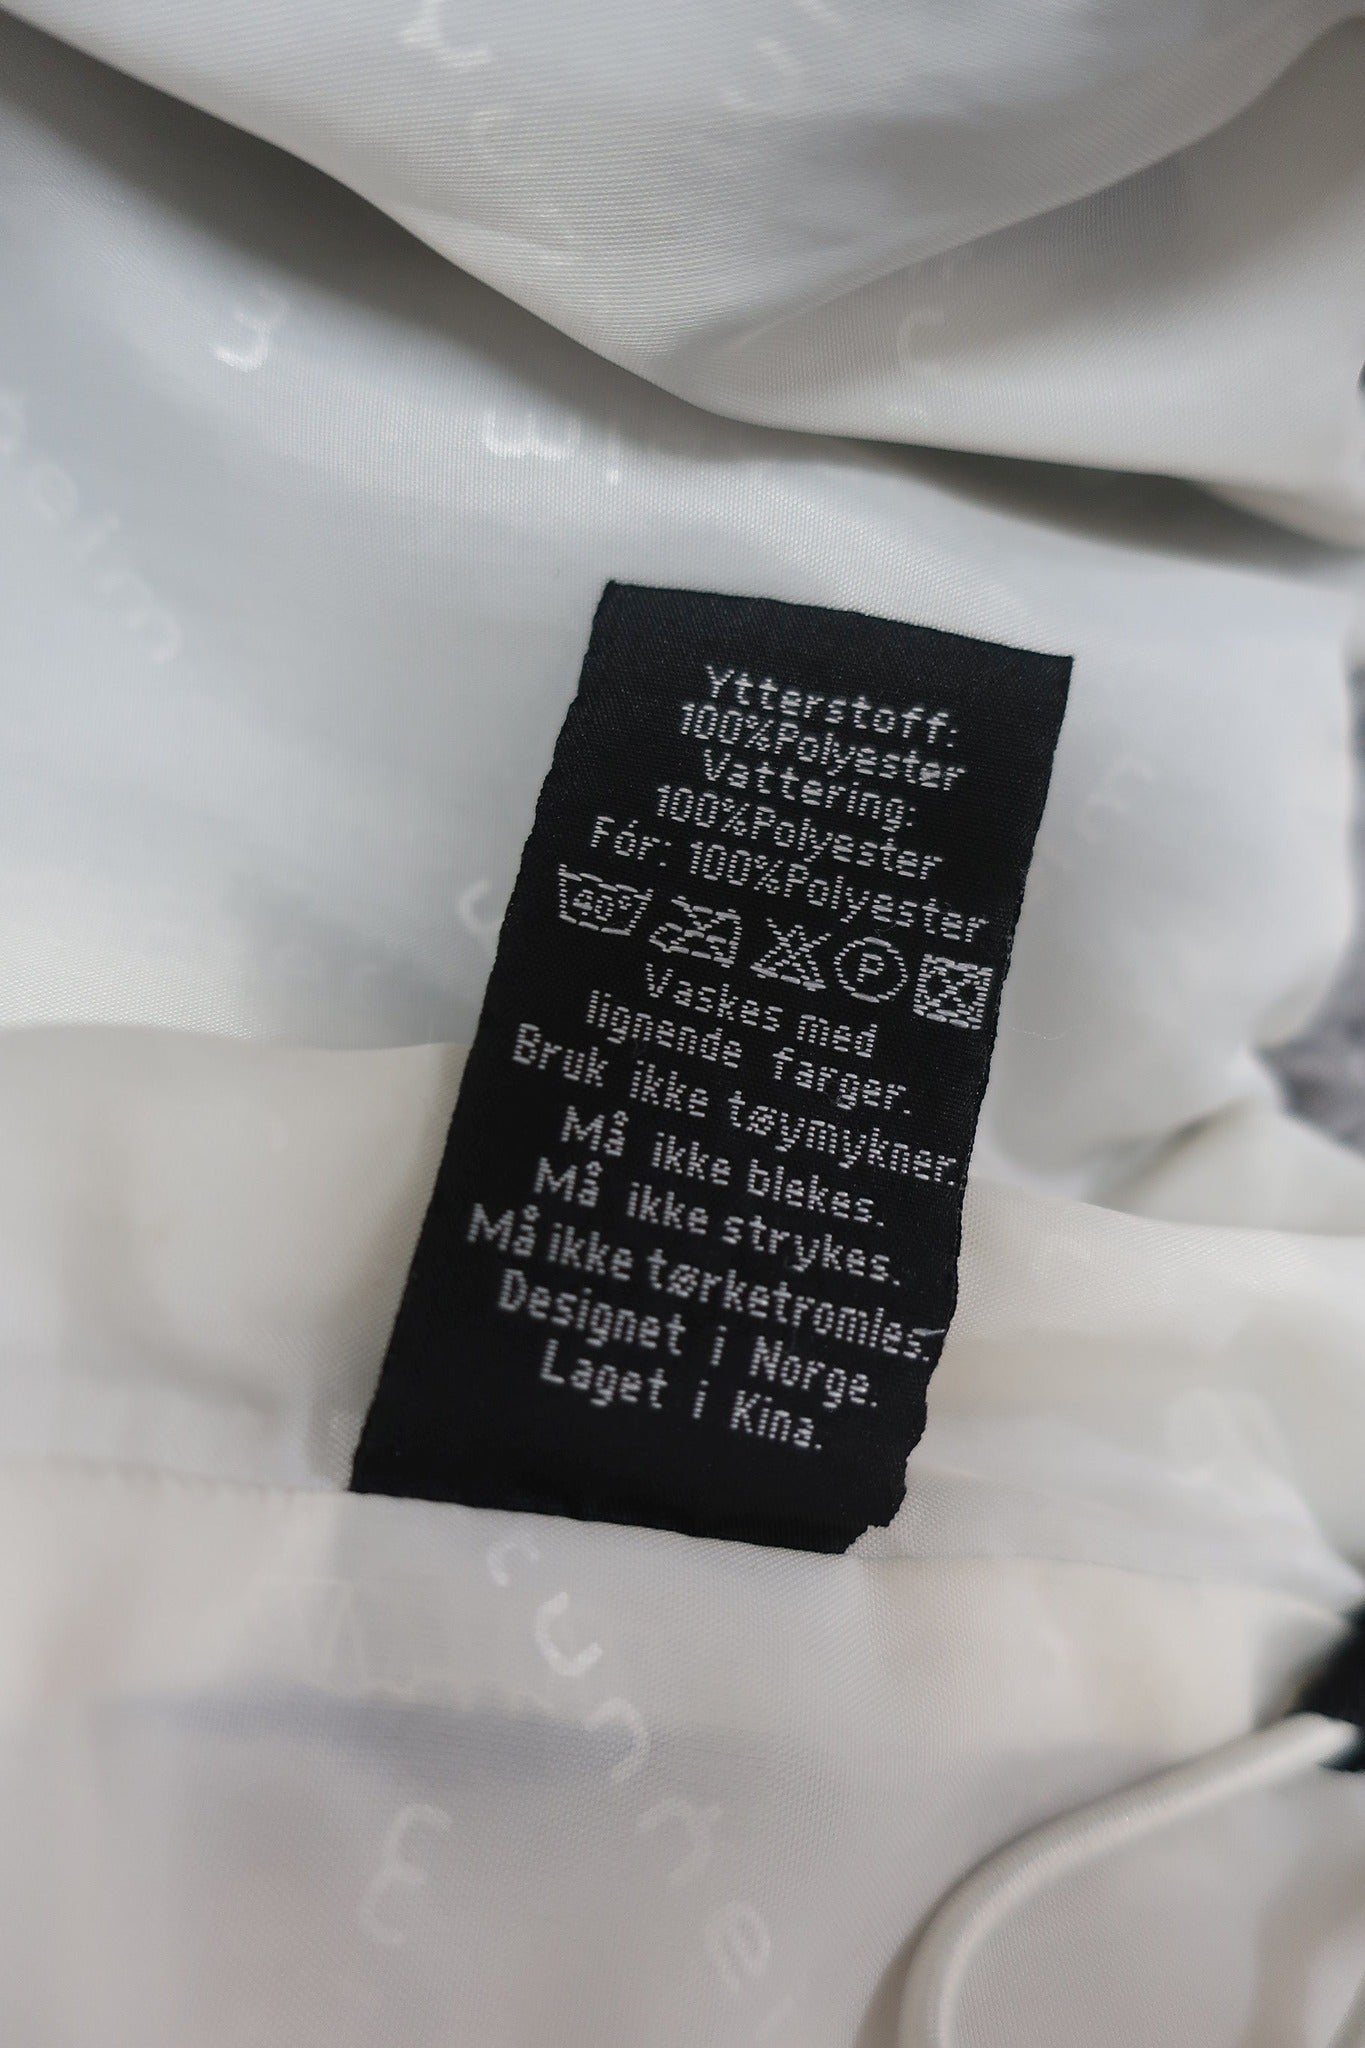 Ytterstoff:
100%Polyester
Vattering:
100%Polyester
Fór: 100%Polyester
40° P
Vaskes med
lignende farger.
Bruk ikke tøymykner.
Må ikke blekes.
Må ikke strykes.
Må ikke tørketromles.
Designet i Norge.
Laget i Kina.